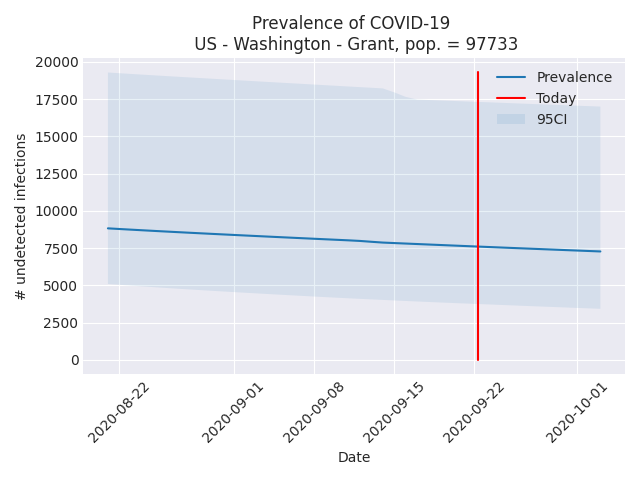 Prevalence of COVID-19
US - Washington - Grant, pop. = 97733
20000
17500
15000
12500
10000
7500
5000
2500
0
# undetected infections
Prevalence
Today
95CI
2020-08-22
2020-09-01
2020-09-08
2020-09-15
2020-09-22
2020-10-01
Date